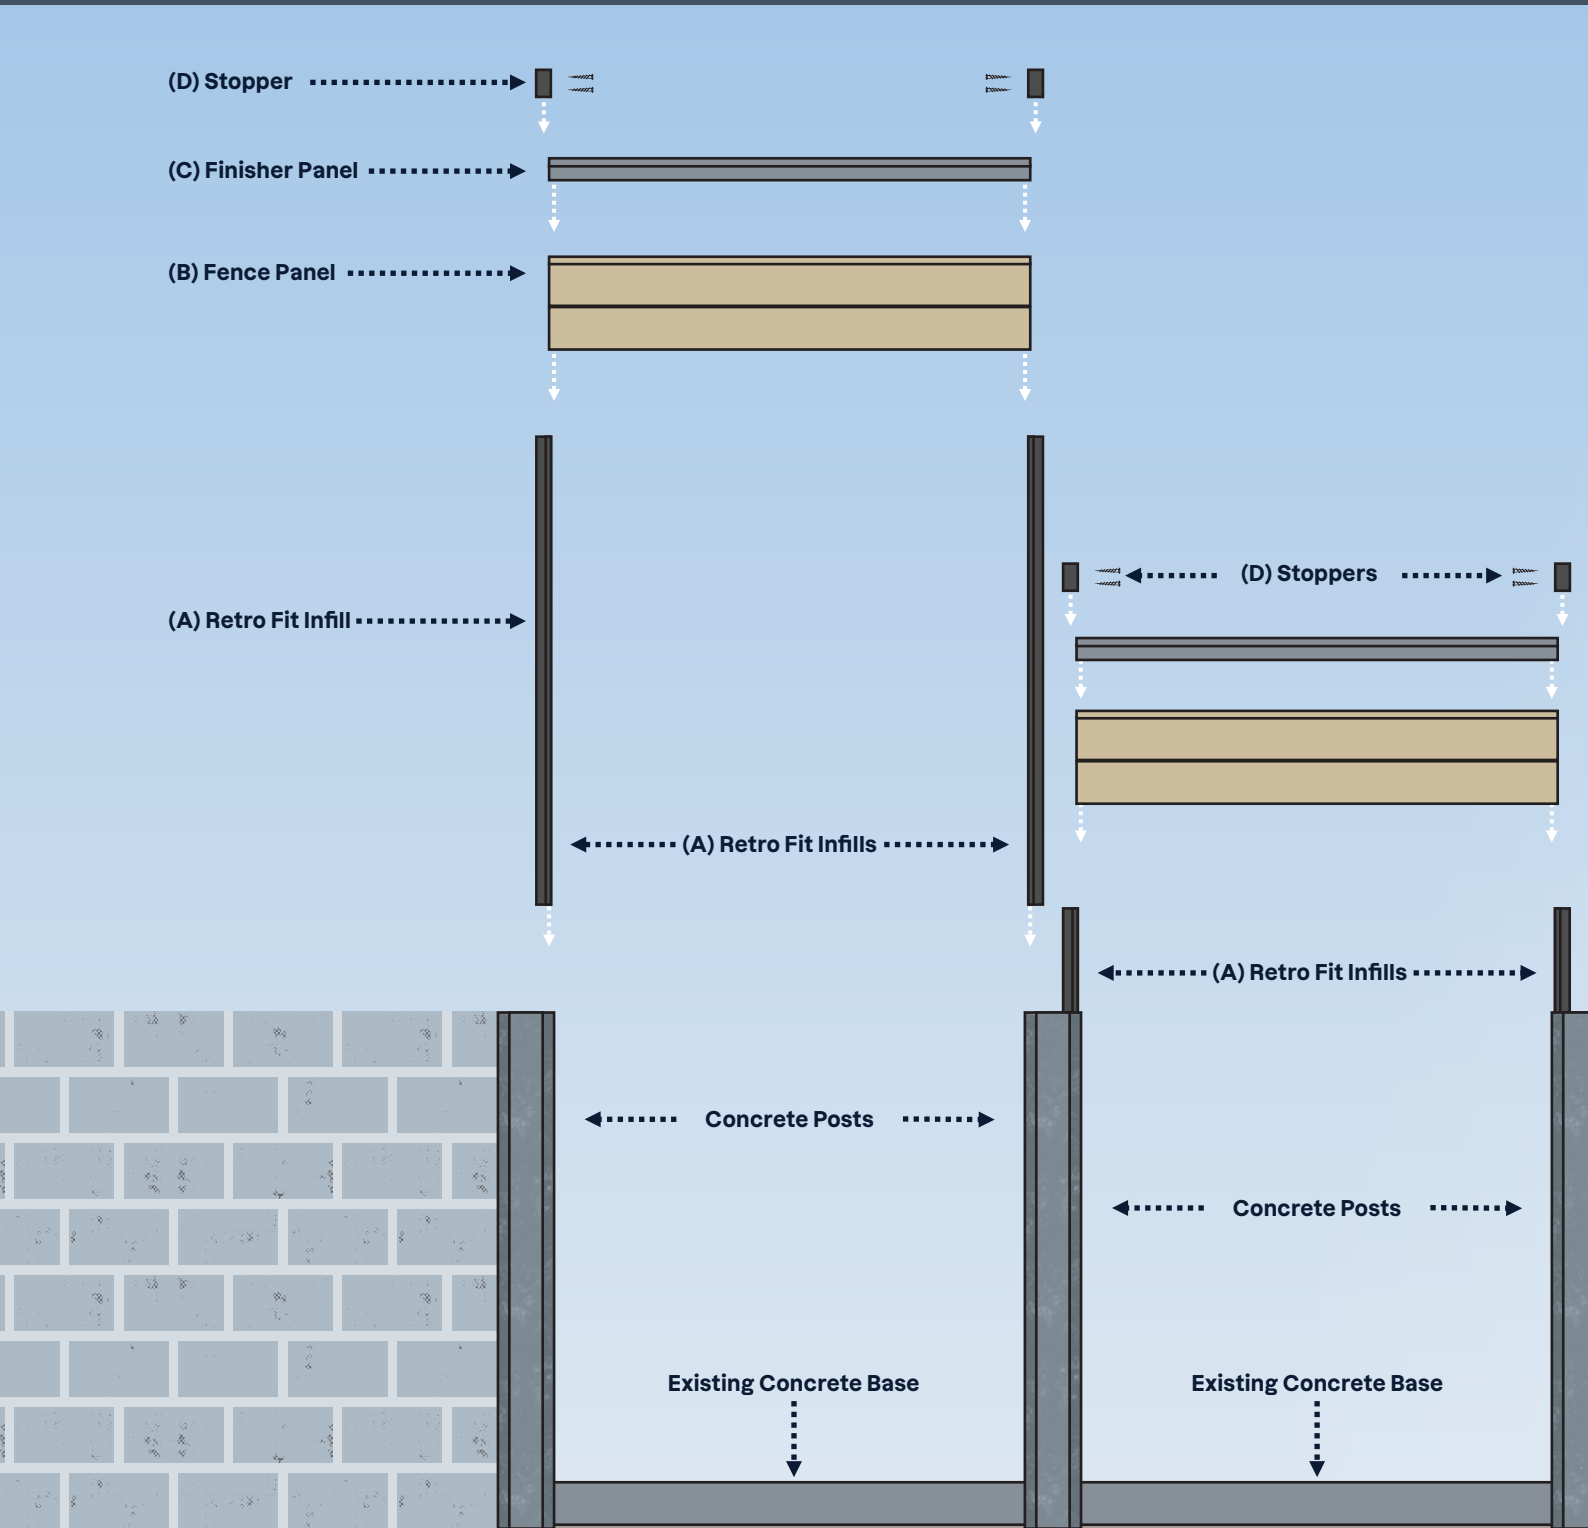 (D) Stopper
(C) Finisher Panel
(B) Fence Panel
(D) Stoppers
(A) Retro Fit Infill
(A) Retro Fit Infills
(A) Retro Fit Infills
Concrete Posts
Concrete Posts
Existing Concrete Base
Existing Concrete Base